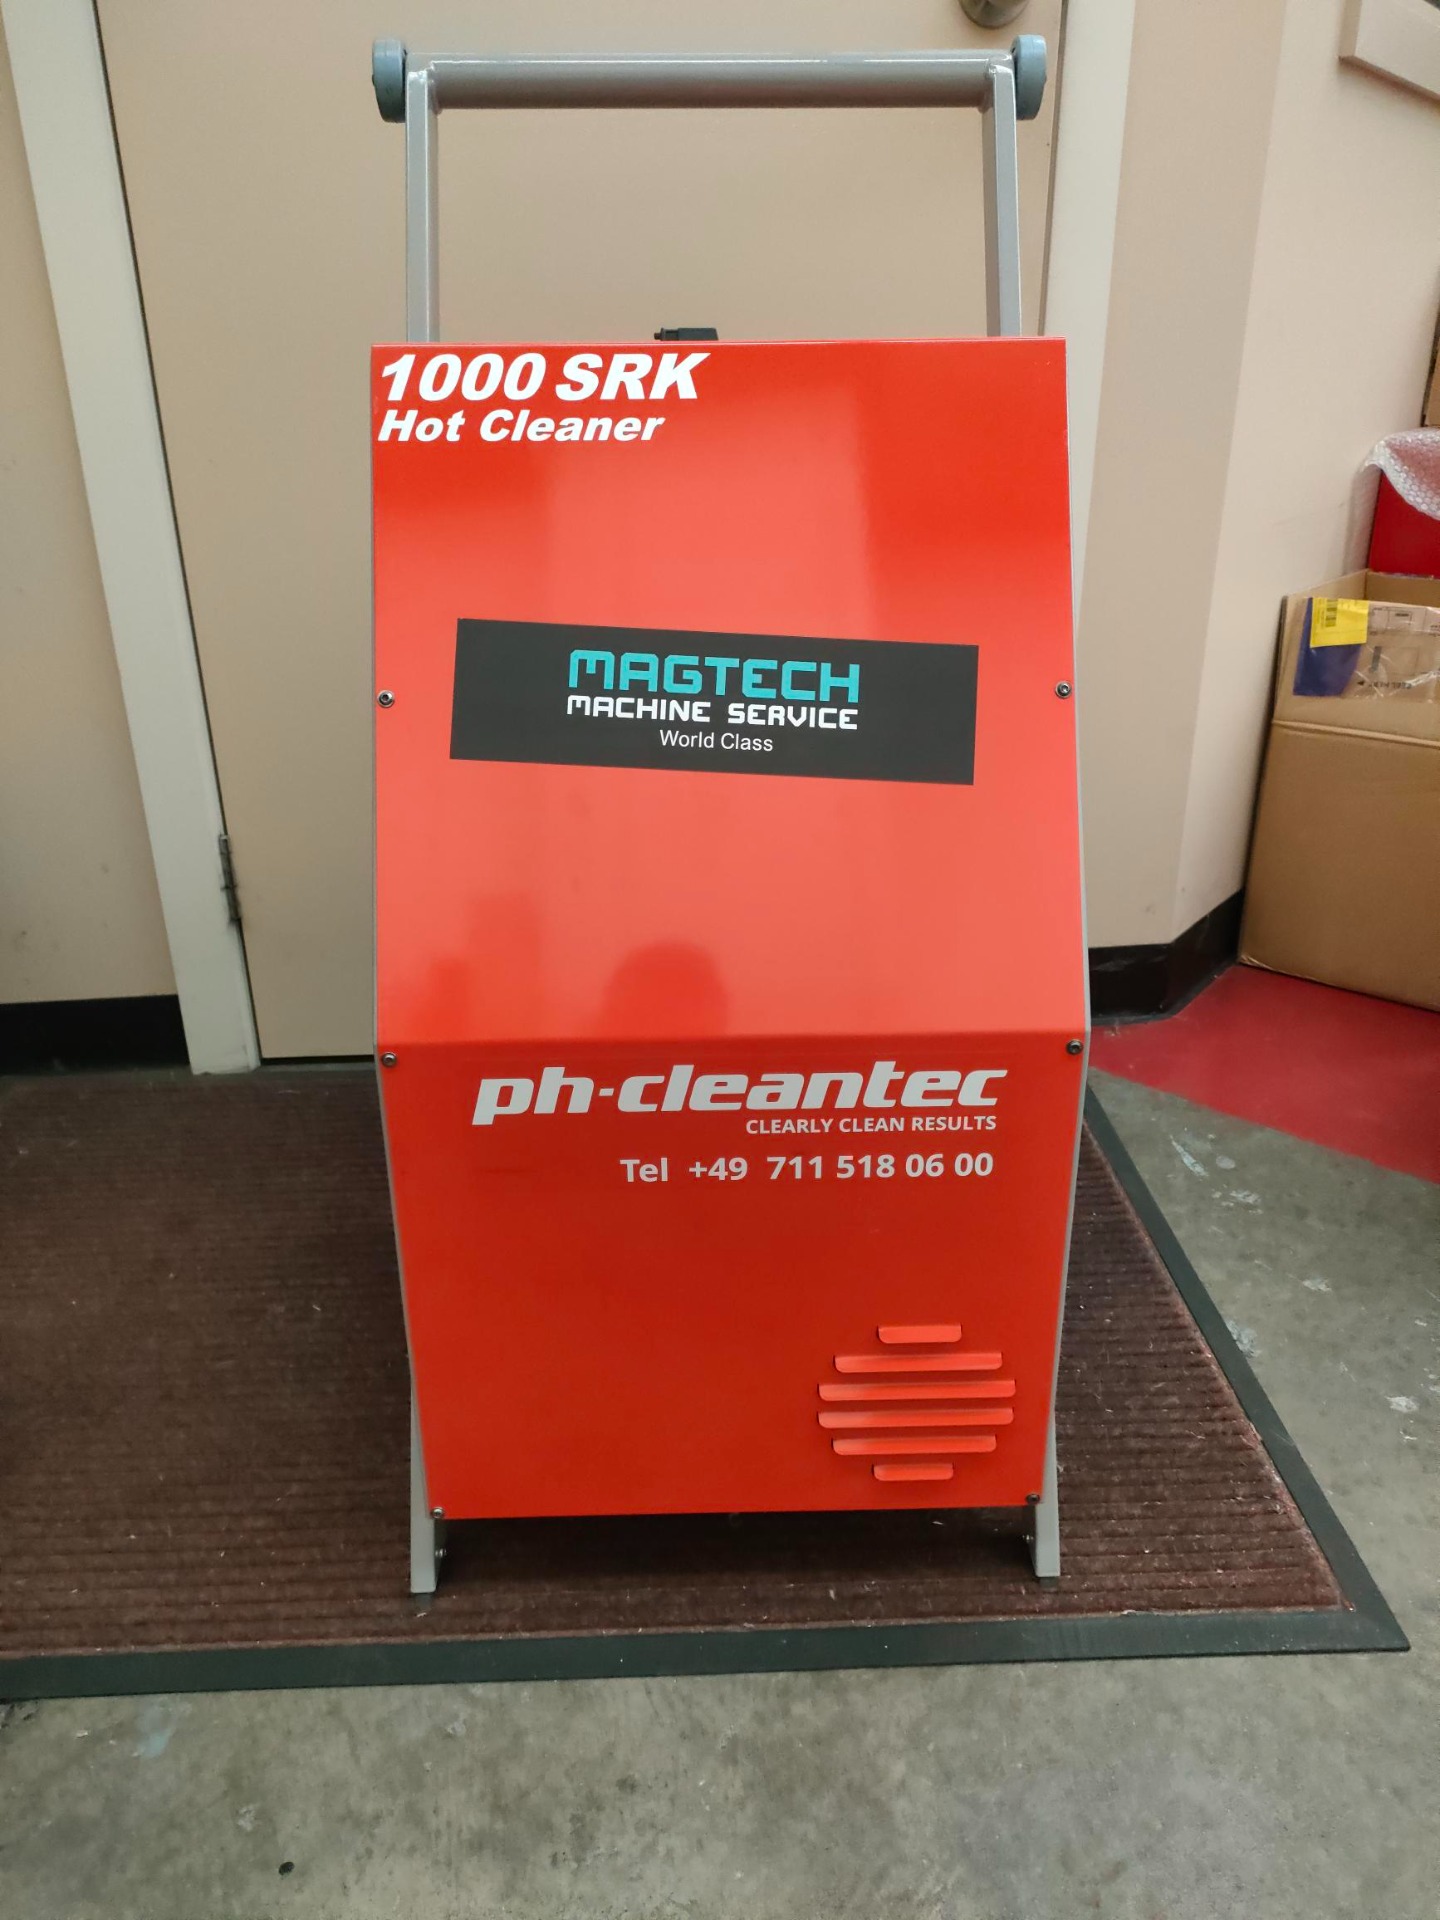 1000 SRK
Hot Cleaner
MAGTECH
MACHINE SERVICE
World Class
ph-cleantec
CLEARLY CLEAN RESULTS
Tel +49 711 518 06 00